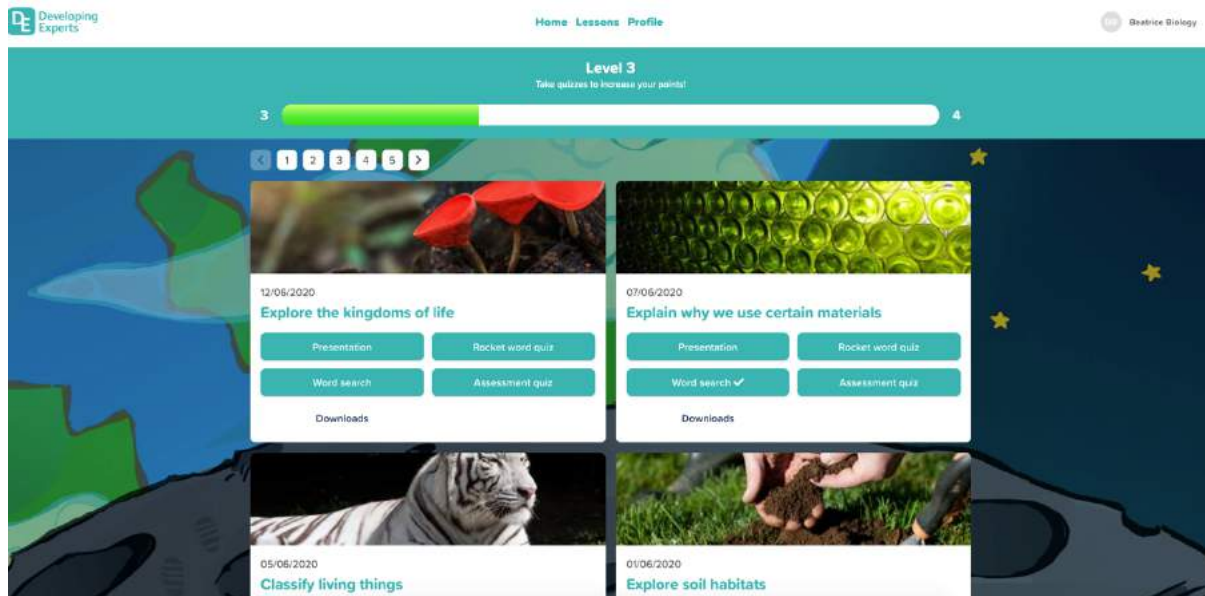 Developing
Experts
Home Lessons Profile
Beatrice Biology
Level 3
Take quizzes to increase your points!
3
4
1 2 3 4 5
12/06/2020
Explore the kingdoms of life
Presentation
Rocket word quiz
Word search
Assessment quiz
Downloads
07/06/2020
Explain why we use certain materials
Presentation
Rocket word quiz
Word search ✓
Assessment quiz
Downloads
05/06/2020
Classify living things
01/06/2020
Explore soil habitats